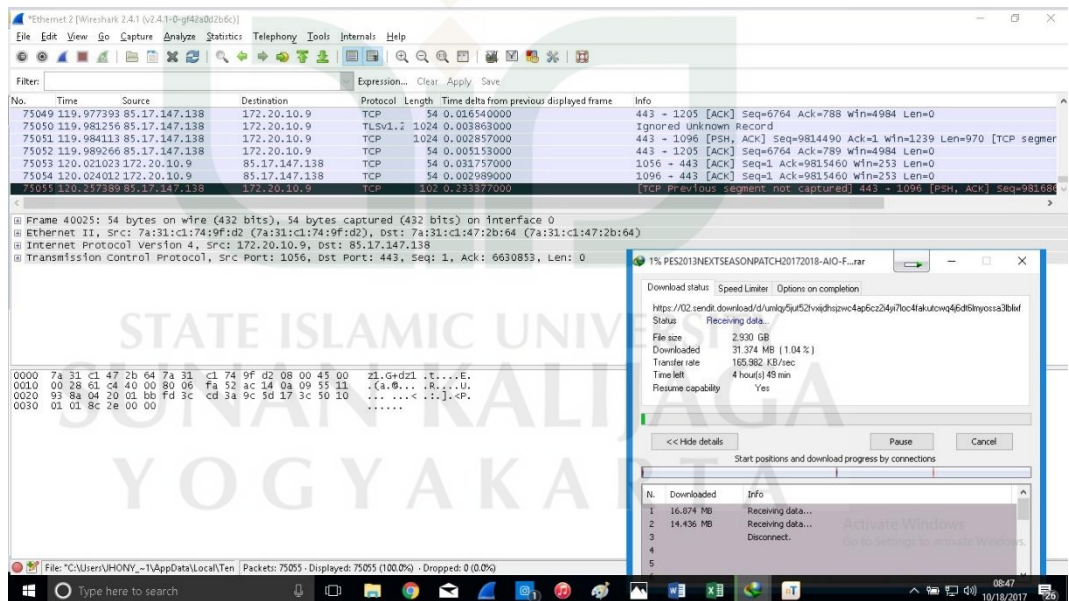 *Ethernet 2 [Wireshark 2.4.1 (v2.4.1-0-gf42a0d2b6c)]
File Edit View Go Capture Analyze Statistics Telephony Tools Internals Help
Filter: Expression... Clear Apply Save
No. Time Source Destination Protocol Length Time delta from previous displayed frame Info
75049 119.977393 85.17.147.138 172.20.10.9 TCP 54 0.016540000 443 → 1205 [ACK] Seq=6764 Ack=788 Win=4984 Len=0
75050 119.981256 85.17.147.138 172.20.10.9 TLSv1.2 1024 0.003863000 Ignored Unknown Record
75051 119.984113 85.17.147.138 172.20.10.9 TCP 1024 0.002857000 443 → 1096 [PSH, ACK] Seq=9814490 Ack=1 Win=1239 Len=970 [TCP segmer
75052 119.989266 85.17.147.138 172.20.10.9 TCP 54 0.005153000 443 → 1205 [ACK] Seq=6764 Ack=789 Win=4984 Len=0
75053 120.021023 172.20.10.9 85.17.147.138 TCP 54 0.031757000 1056 → 443 [ACK] Seq=1 Ack=9815460 Win=253 Len=0
75054 120.024012 172.20.10.9 85.17.147.138 TCP 54 0.002989000 1096 → 443 [ACK] Seq=1 Ack=9815460 Win=253 Len=0
75055 120.257389 85.17.147.138 172.20.10.9 TCP 102 0.233377000 [TCP Previous segment not captured] 443 → 1096 [PSH, ACK] Seq=981686
Frame 40025: 54 bytes on wire (432 bits), 54 bytes captured (432 bits) on interface 0
Ethernet II, Src: 7a:31:c1:74:9f:d2 (7a:31:c1:74:9f:d2), Dst: 7a:31:c1:47:2b:64 (7a:31:c1:47:2b:64)
Internet Protocol Version 4, Src: 172.20.10.9, Dst: 85.17.147.138
Transmission Control Protocol, Src Port: 1056, Dst Port: 443, Seq: 1, Ack: 6630853, Len: 0
1% PES2013NEXTSEASONPATCH20172018-AIO-F...rar
Download status Speed Limiter Options on completion
Status Receiving data...
File size 2.930 GB
Downloaded 31.374 MB ( 1.04 % )
Transfer rate 165.982 KB/sec
Time left 4 hour(s) 49 min
Resume capability Yes
<< Hide details Pause Cancel
Start positions and download progress by connections
N. Downloaded Info
1 16.874 MB Receiving data...
2 14.436 MB Receiving data...
3 Disconnect.
4
5
Activate Windows
Go to Settings to activate Windows.
0000 7a 31 c1 47 2b 64 7a 31 c1 74 9f d2 08 00 45 00 z1.G+dz1 .t....E.
0010 00 28 61 c4 40 00 80 06 fa 52 ac 14 0a 09 55 11 .(a.@... .R....U.
0020 93 8a 04 20 01 bb fd 3c cd 3a 9c 5d 17 3c 50 10 ... ...< .:.].<P.
0030 01 01 8c 2e 00 00 ......
STATE ISLAMIC UNIVERSITY
SUNAN KALIJAGA
YOGYAKARTA
File: "C:\Users\JHONY_~1\AppData\Local\Ten Packets: 75055 · Displayed: 75055 (100.0%) · Dropped: 0 (0.0%)
Type here to search
08:47
10/18/2017